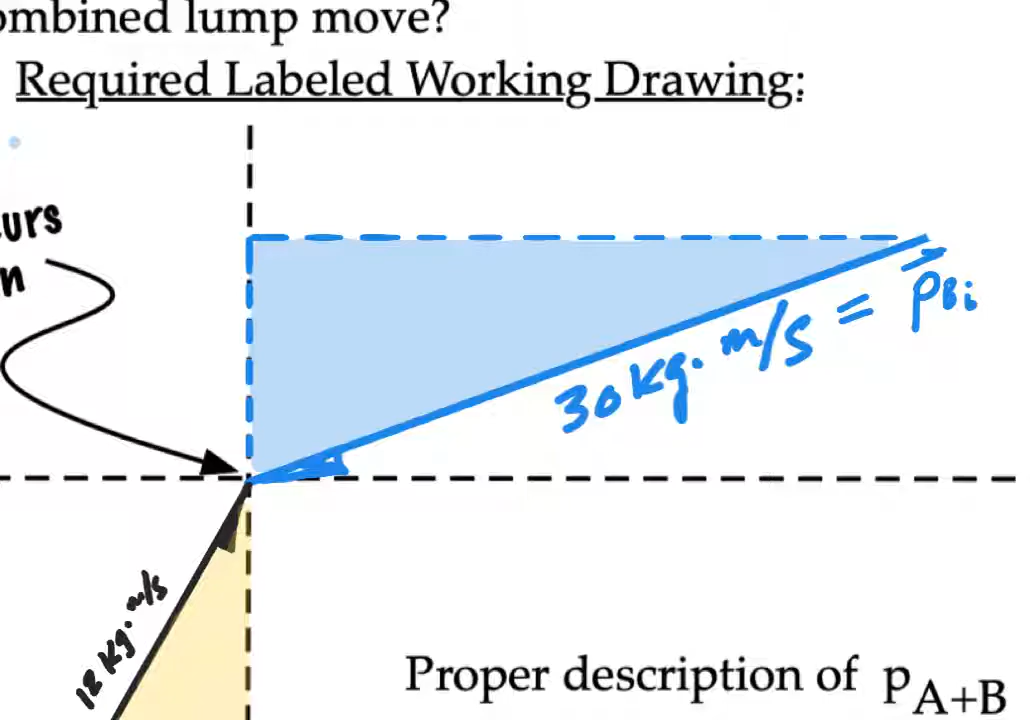 ombined lump move?
Required Labeled Working Drawing:
urs
n
30 kg·m/s = p⃗Bi
18 kg·m/s
Proper description of pA+B